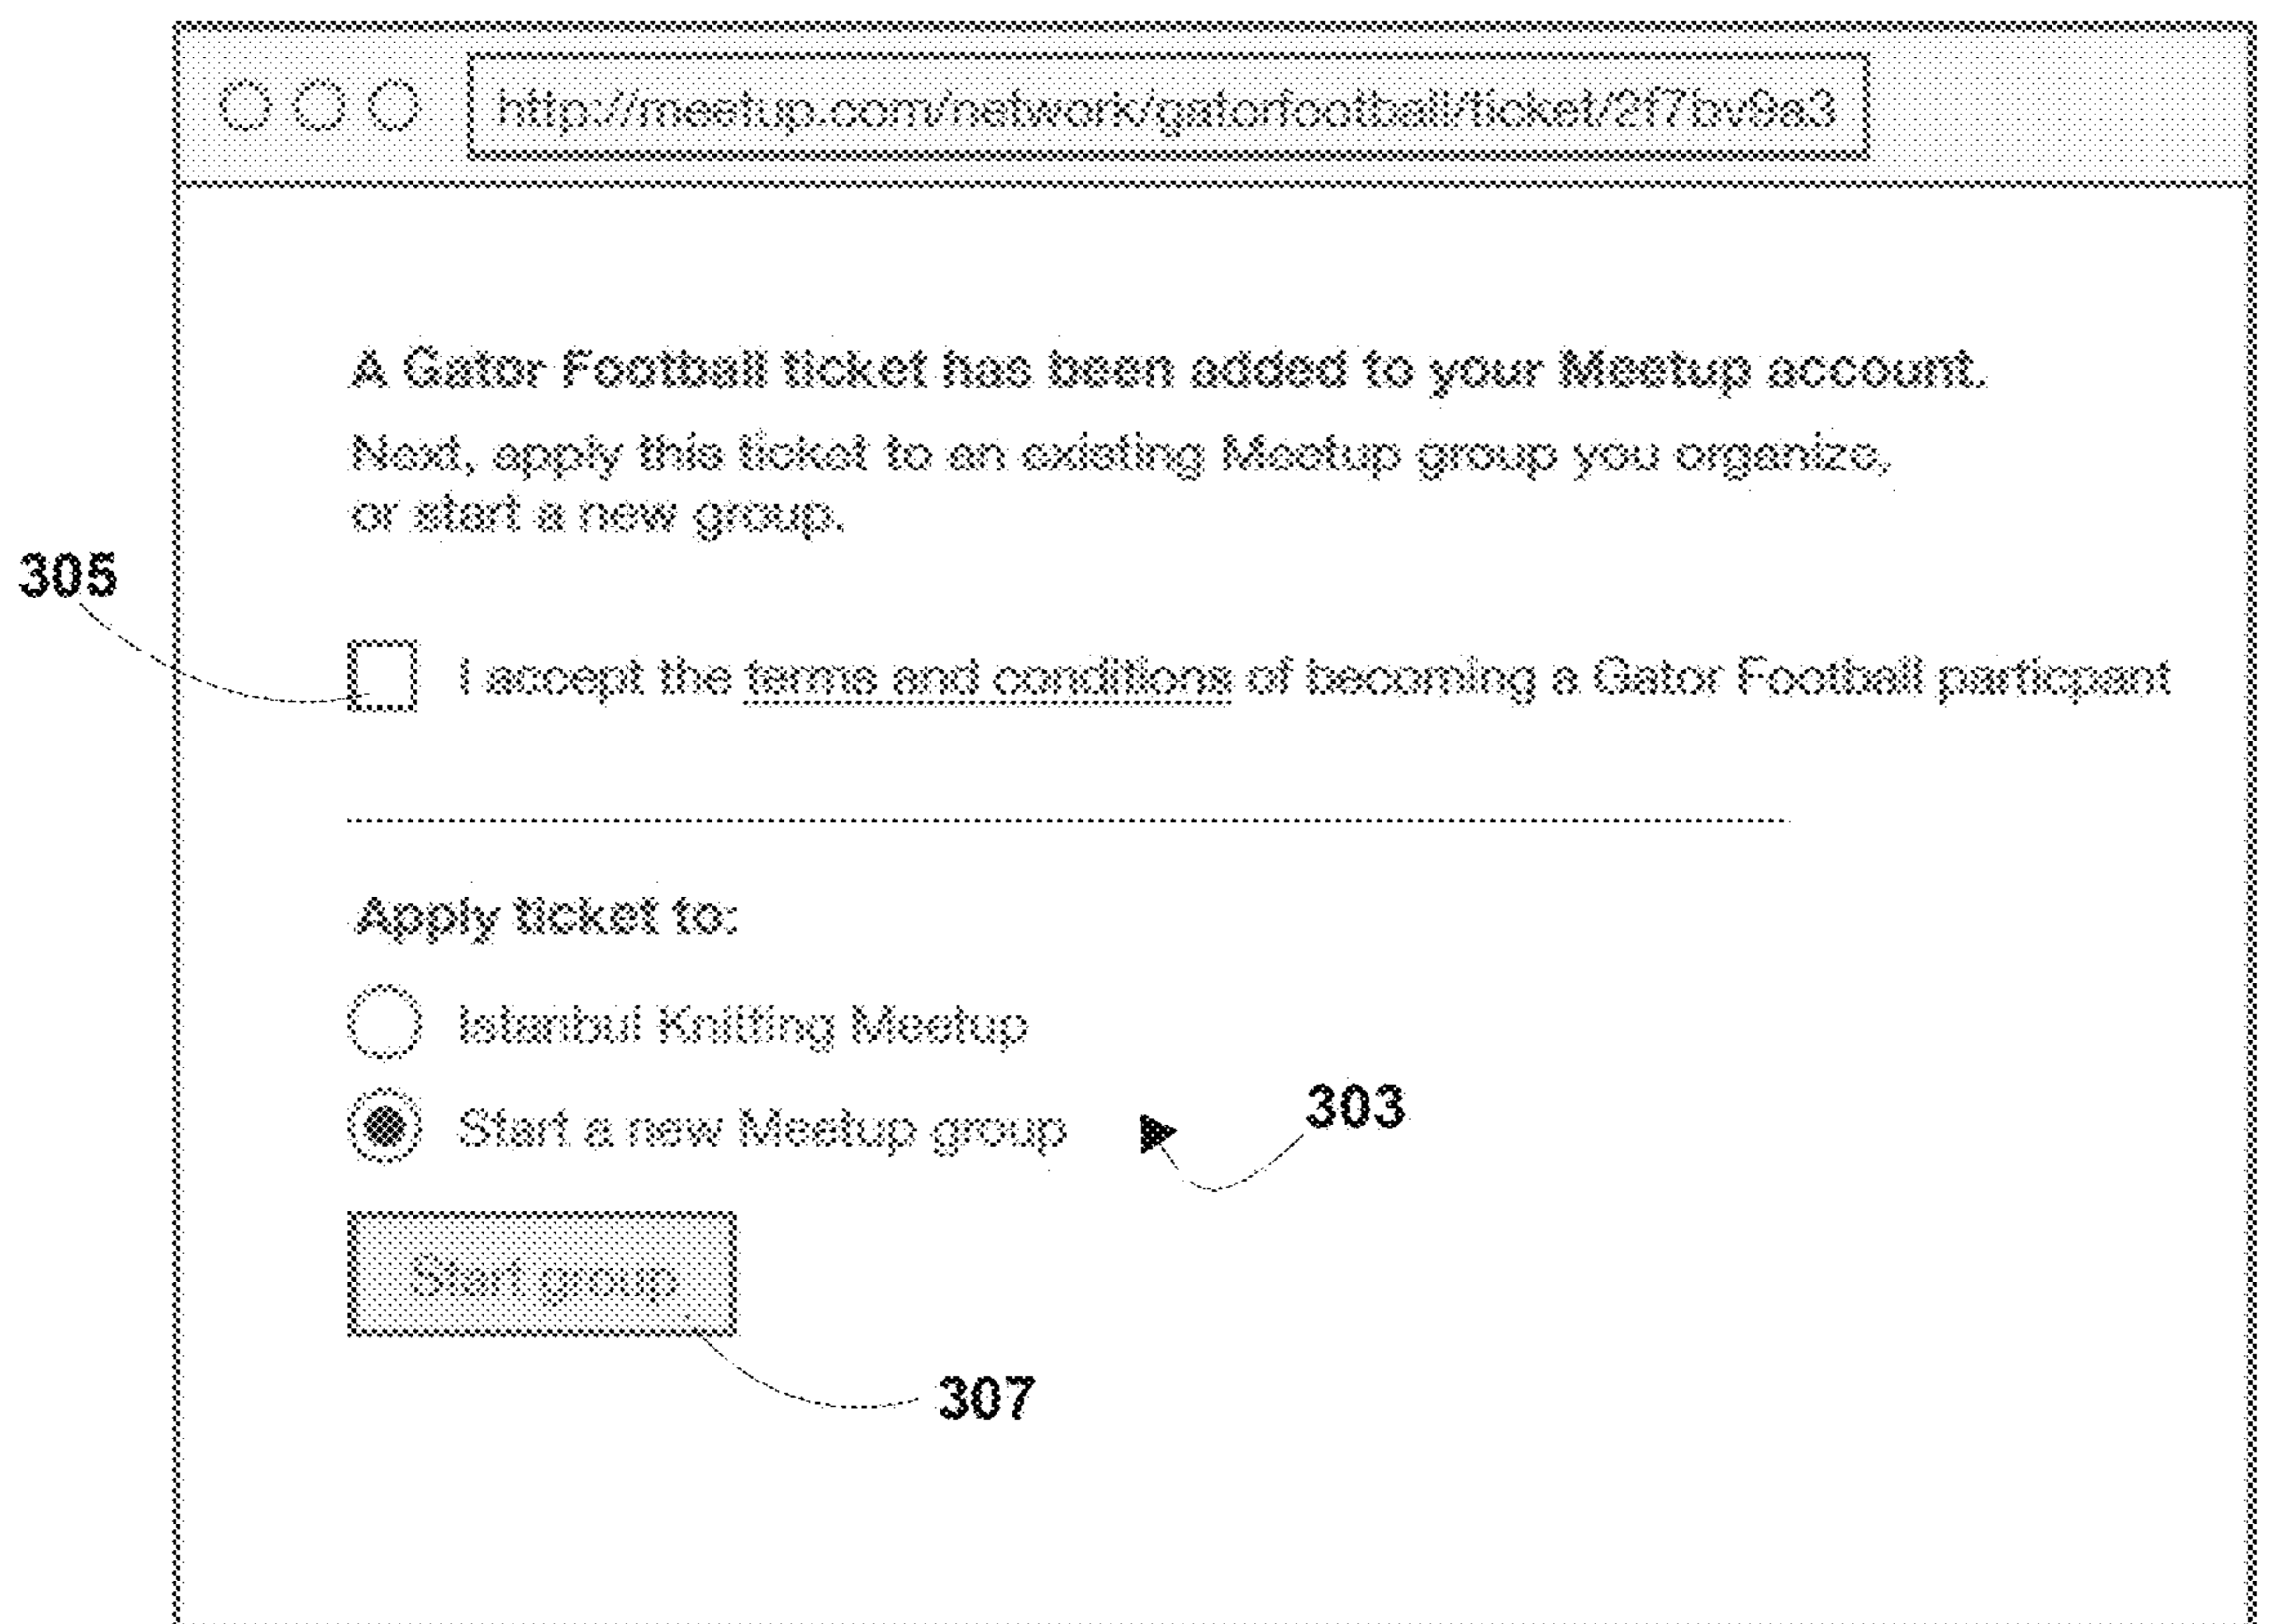 http://meetup.com/network/gatorfootball/ticket/2f7bv9a3
A Gator Football ticket has been added to your Meetup account.
Next, apply this ticket to an existing Meetup group you organize,
or start a new group.
305
I accept the terms and conditions of becoming a Gator Football particpant
Apply ticket to:
Istanbul Knitting Meetup
Start a new Meetup group
303
Start group
307